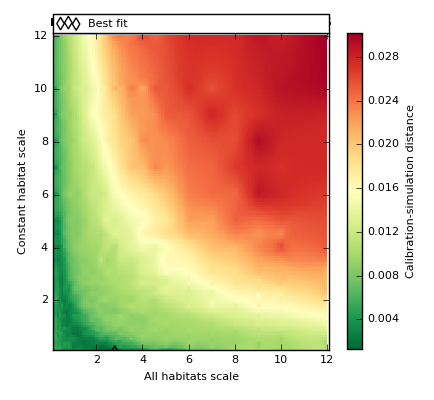 Best fit
12
10
8
6
4
2
2 4 6 8 10 12
Constant habitat scale
All habitats scale
0.028
0.024
0.020
0.016
0.012
0.008
0.004
Calibration-simulation distance